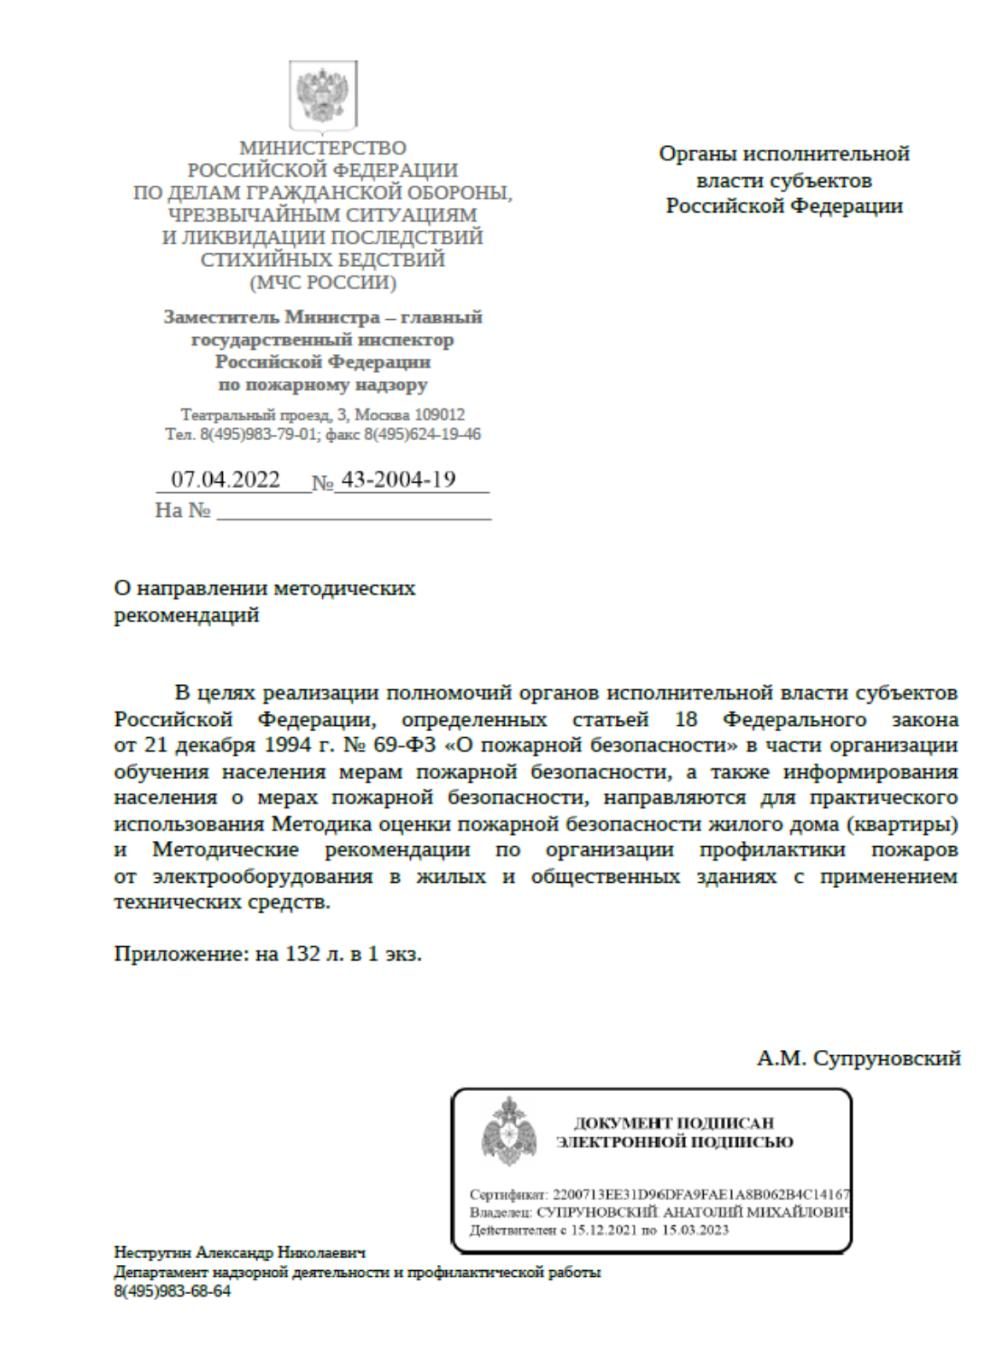 МИНИСТЕРСТВО
РОССИЙСКОЙ ФЕДЕРАЦИИ
ПО ДЕЛАМ ГРАЖДАНСКОЙ ОБОРОНЫ,
ЧРЕЗВЫЧАЙНЫМ СИТУАЦИЯМ
И ЛИКВИДАЦИИ ПОСЛЕДСТВИЙ
СТИХИЙНЫХ БЕДСТВИЙ
(МЧС РОССИИ)
Заместитель Министра – главный
государственный инспектор
Российской Федерации
по пожарному надзору
Театральный проезд, 3, Москва 109012
Тел. 8(495)983-79-01; факс 8(495)624-19-46
07.04.2022 № 43-2004-19
На №
Органы исполнительной
власти субъектов
Российской Федерации
О направлении методических
рекомендаций
В целях реализации полномочий органов исполнительной власти субъектов
Российской Федерации, определенных статьей 18 Федерального закона
от 21 декабря 1994 г. № 69-ФЗ «О пожарной безопасности» в части организации
обучения населения мерам пожарной безопасности, а также информирования
населения о мерах пожарной безопасности, направляются для практического
использования Методика оценки пожарной безопасности жилого дома (квартиры)
и Методические рекомендации по организации профилактики пожаров
от электрооборудования в жилых и общественных зданиях с применением
технических средств.
Приложение: на 132 л. в 1 экз.
А.М. Супруновский
ДОКУМЕНТ ПОДПИСАН
ЭЛЕКТРОННОЙ ПОДПИСЬЮ
Сертификат: 2200713EE31D96DFA9FAE1A8B062B4C14167
Владелец: СУПРУНОВСКИЙ АНАТОЛИЙ МИХАЙЛОВИЧ
Действителен с 15.12.2021 по 15.03.2023
Нестругин Александр Николаевич
Департамент надзорной деятельности и профилактической работы
8(495)983-68-64